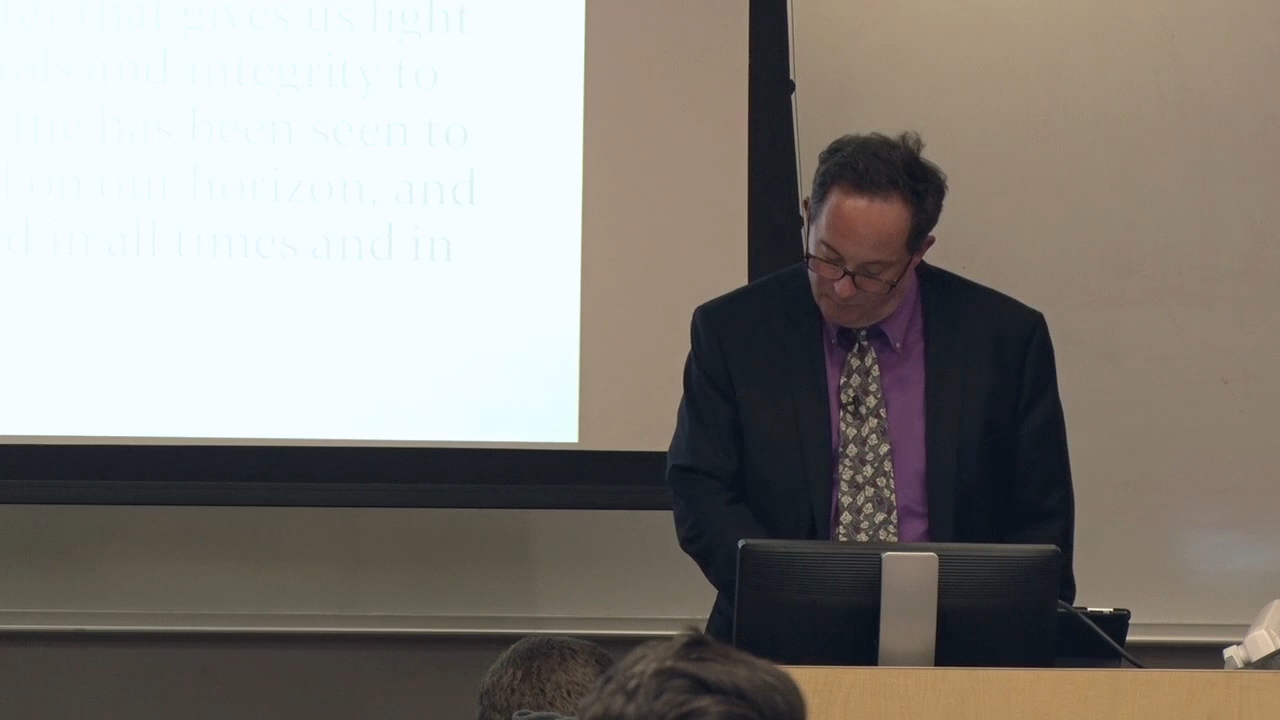 that gives us light
and integrity to
has been seen to
on our horizon, and
in all times and in